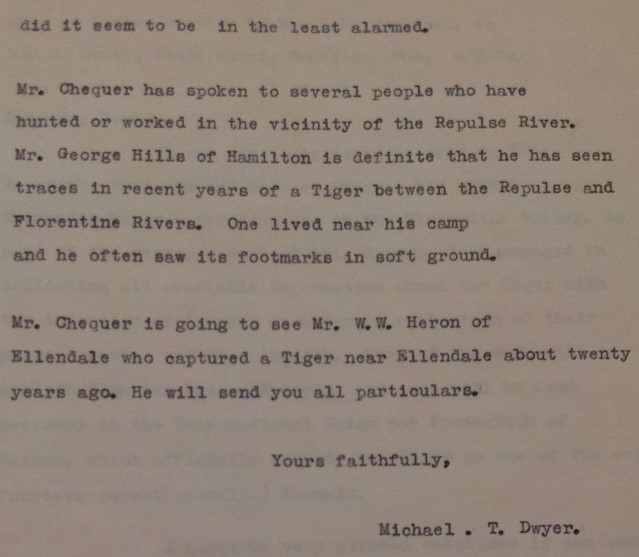 did it seem to be in the least alarmed.
Mr. Chequer has spoken to several people who have
hunted or worked in the vicinity of the Repulse River.
Mr. George Hills of Hamilton is definite that he has seen
traces in recent years of a Tiger between the Repulse and
Florentine Rivers. One lived near his camp
and he often saw its footmarks in soft ground.
Mr. Chequer is going to see Mr. W.W. Heron of
Ellendale who captured a Tiger near Ellendale about twenty
years ago. He will send you all particulars.
Yours faithfully,
Michael . T. Dwyer.